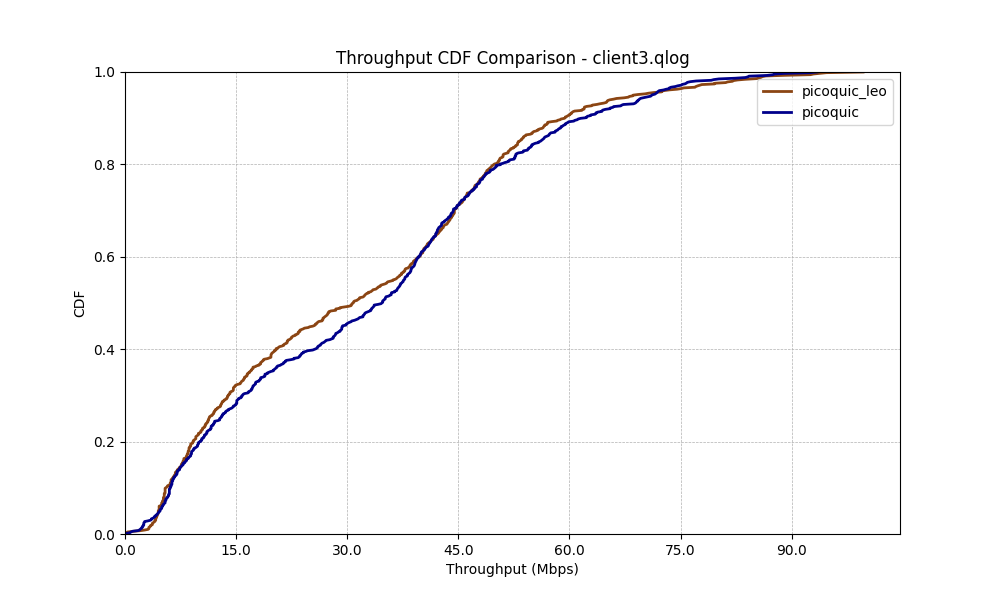 Throughput CDF Comparison - client3.qlog
picoquic_leo
picoquic
CDF
1.0
0.8
0.6
0.4
0.2
0.0
0.0 15.0 30.0 45.0 60.0 75.0 90.0
Throughput (Mbps)